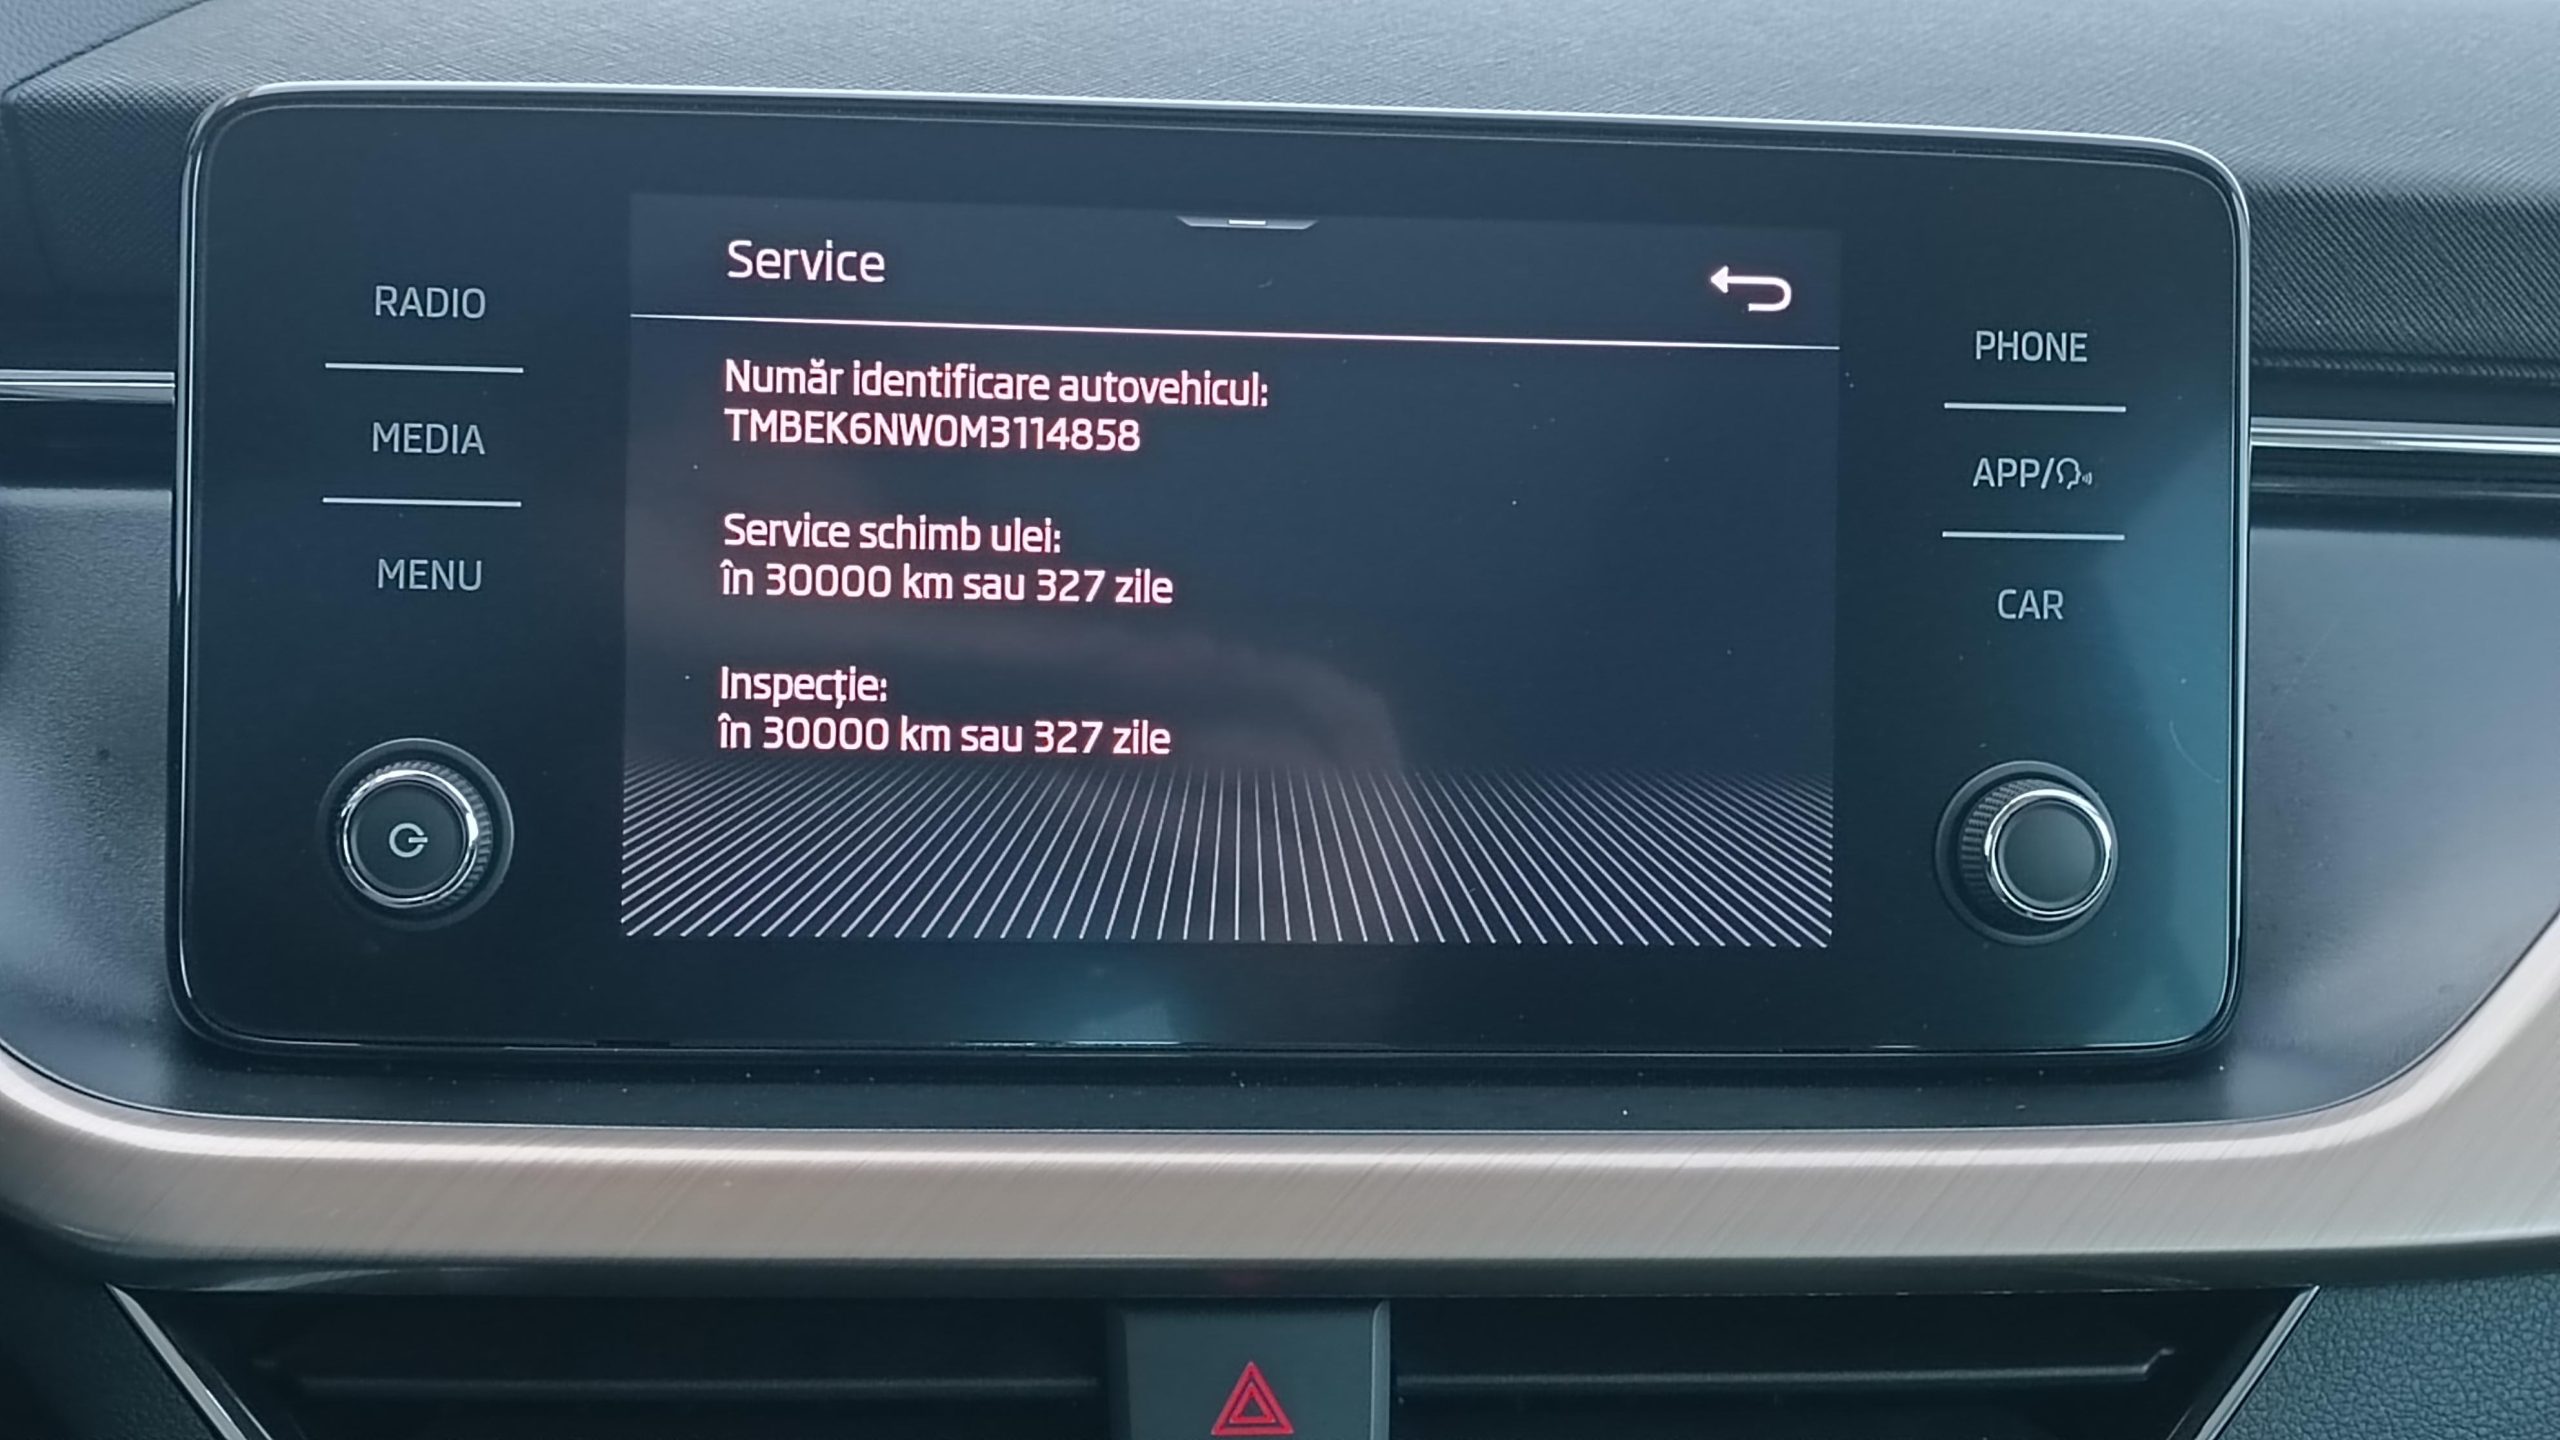 Service
RADIO
MEDIA
MENU
Număr identificare autovehicul:
TMBEK6NW0M3114858
Service schimb ulei:
în 30000 km sau 327 zile
Inspecție:
în 30000 km sau 327 zile
PHONE
APP/
CAR